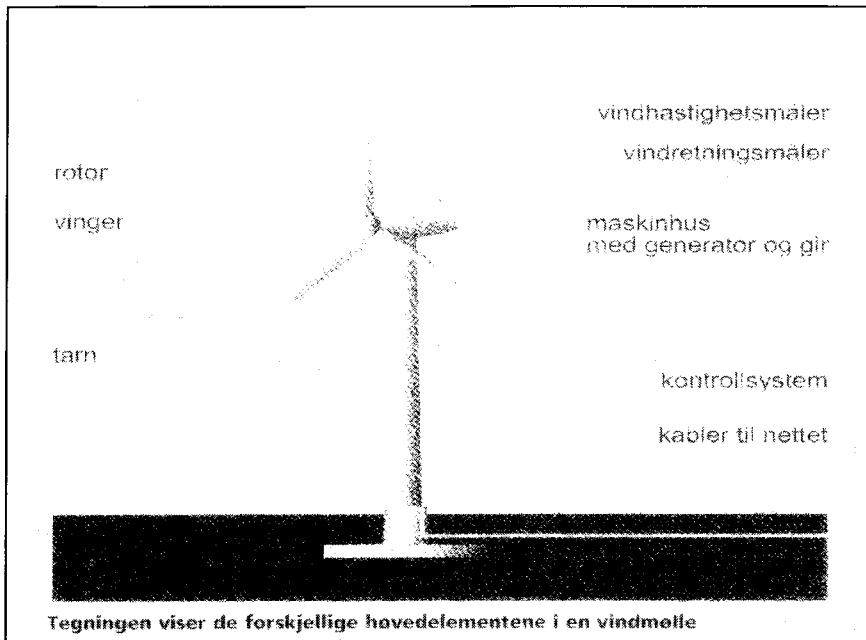 vindhastighetsmåler
vindretningsmåler
rotor
vinger
maskinhus
med generator og gir
tårn
kontrollsystem
kabler til nettet
Tegningen viser de forskjellige hovedelementene i en vindmølle